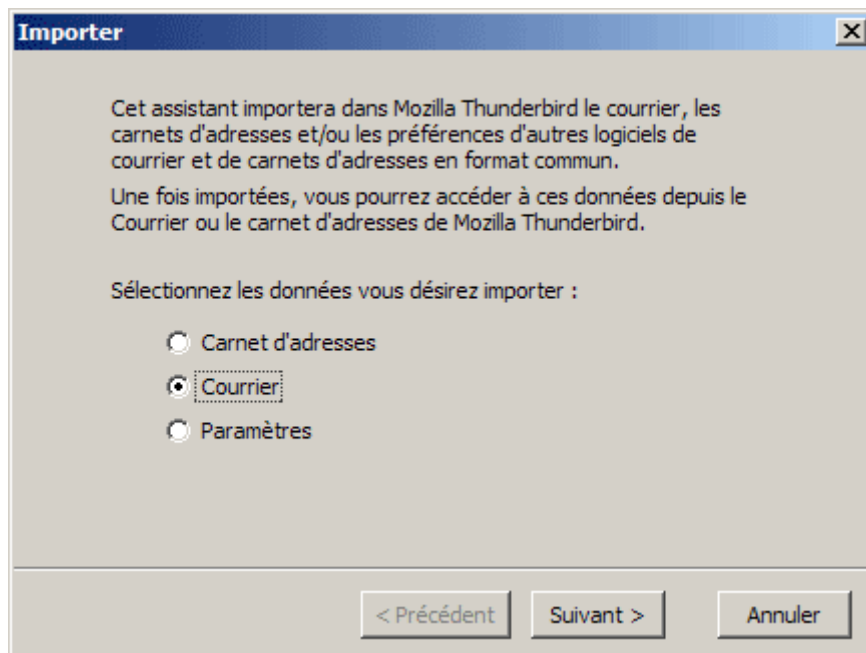 Importer
Cet assistant importera dans Mozilla Thunderbird le courrier, les
carnets d'adresses et/ou les préférences d'autres logiciels de
courrier et de carnets d'adresses en format commun.
Une fois importées, vous pourrez accéder à ces données depuis le
Courrier ou le carnet d'adresses de Mozilla Thunderbird.
Sélectionnez les données vous désirez importer :
Carnet d'adresses
Courrier
Paramètres
< Précédent Suivant > Annuler